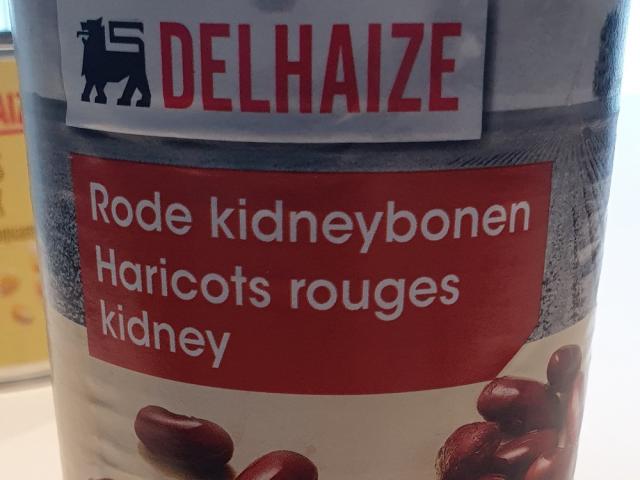 DELHAIZE
Rode kidneybonen
Haricots rouges
kidney